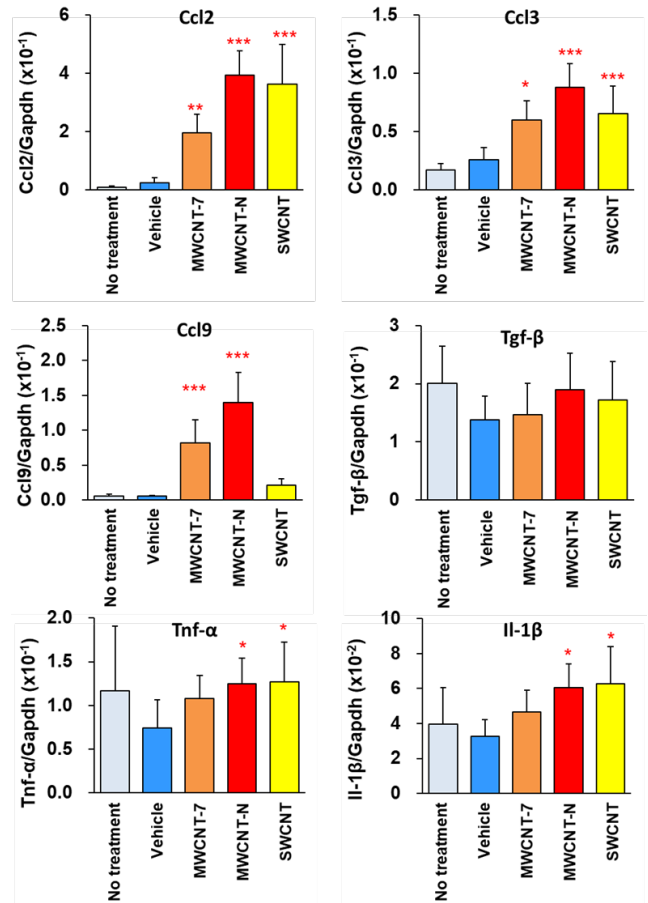 Ccl2
Ccl2/Gapdh (x10⁻¹)
6
4
2
0
**
***
***
No treatment
Vehicle
MWCNT-7
MWCNT-N
SWCNT
Ccl3
Ccl3/Gapdh (x10⁻¹)
1.5
1.0
0.5
0.0
*
***
***
No treatment
Vehicle
MWCNT-7
MWCNT-N
SWCNT
Ccl9
Ccl9/Gapdh (x10⁻¹)
2.5
2.0
1.5
1.0
0.5
0.0
***
***
No treatment
Vehicle
MWCNT-7
MWCNT-N
SWCNT
Tgf-β
Tgf-β/Gapdh (x10⁻¹)
3
2
1
0
No treatment
Vehicle
MWCNT-7
MWCNT-N
SWCNT
Tnf-α
Tnf-α/Gapdh (x10⁻¹)
2.0
1.5
1.0
0.5
0.0
*
*
No treatment
Vehicle
MWCNT-7
MWCNT-N
SWCNT
Il-1β
Il-1β/Gapdh (x10⁻²)
10
8
6
4
2
0
*
*
No treatment
Vehicle
MWCNT-7
MWCNT-N
SWCNT